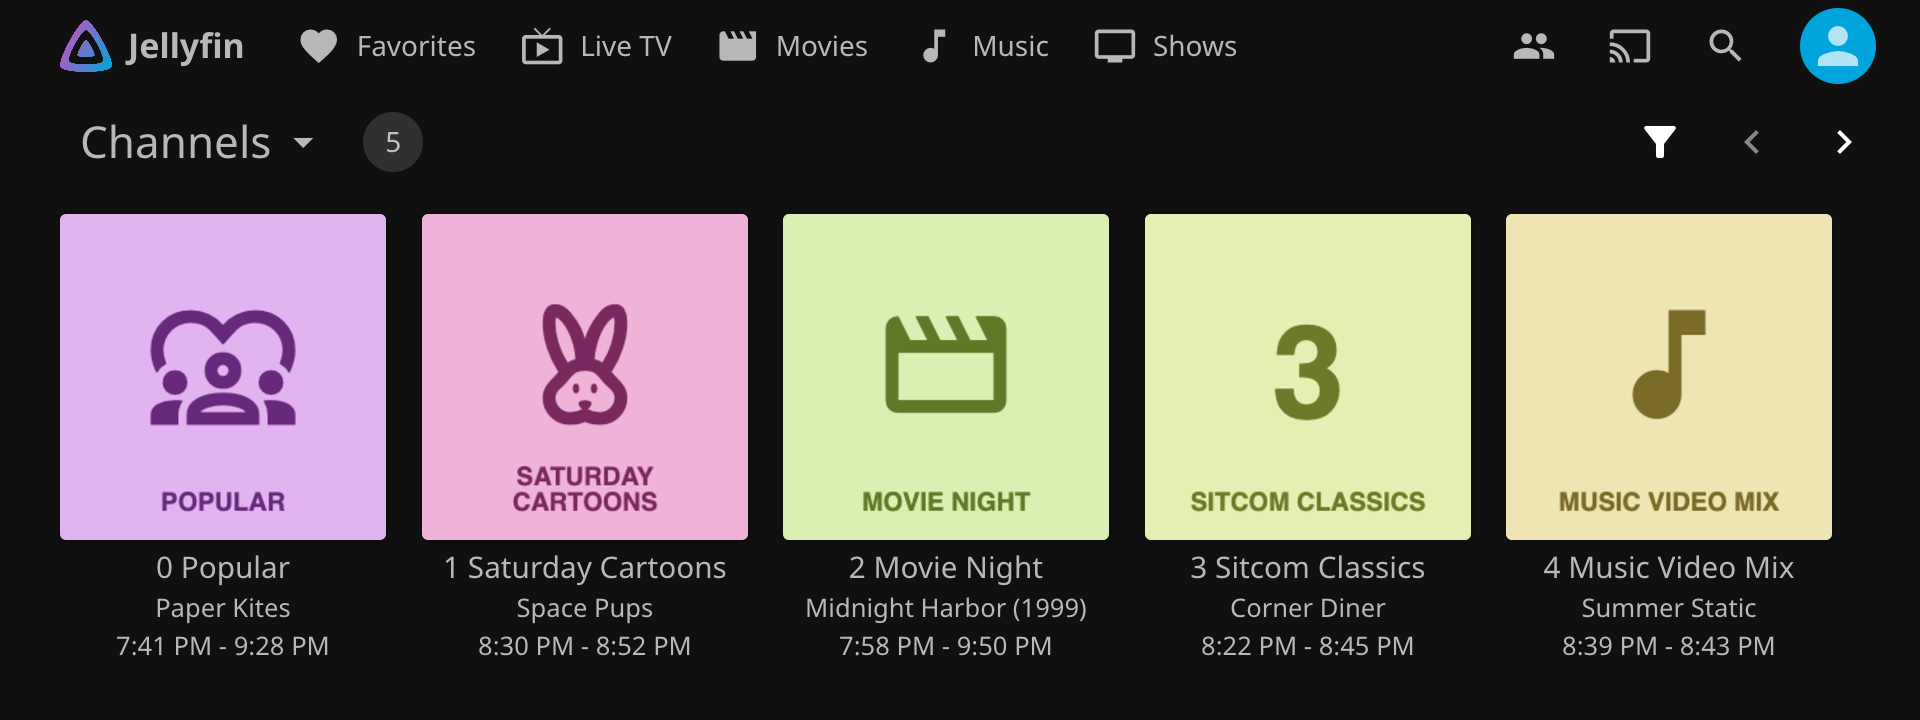 Jellyfin Favorites Live TV Movies Music Shows
Channels 5
POPULAR
SATURDAY
CARTOONS
MOVIE NIGHT
3
SITCOM CLASSICS
MUSIC VIDEO MIX
0 Popular
Paper Kites
7:41 PM - 9:28 PM
1 Saturday Cartoons
Space Pups
8:30 PM - 8:52 PM
2 Movie Night
Midnight Harbor (1999)
7:58 PM - 9:50 PM
3 Sitcom Classics
Corner Diner
8:22 PM - 8:45 PM
4 Music Video Mix
Summer Static
8:39 PM - 8:43 PM